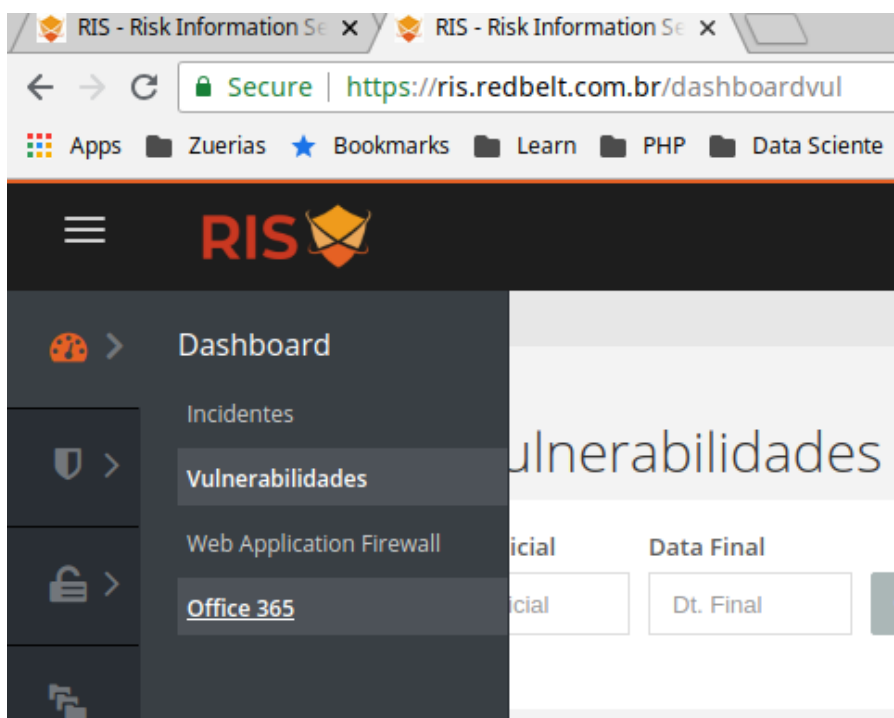 RIS - Risk Information Se
RIS - Risk Information Se
Secure | https://ris.redbelt.com.br/dashboardvul
Apps Zuerias Bookmarks Learn PHP Data Sciente
RIS
Dashboard
Incidentes
Vulnerabilidades
Web Application Firewall
Office 365
ulnerabilidades
icial Data Final
icial Dt. Final